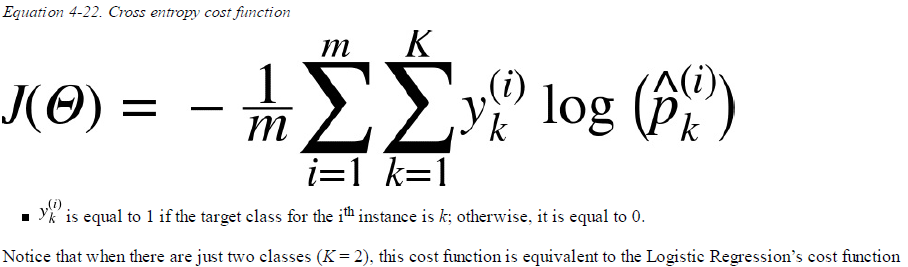 Equation 4-22. Cross entropy cost function
J(Θ) = − 1/m ∑_{i=1}^{m} ∑_{k=1}^{K} y_k^{(i)} log (p̂_k^{(i)})
▪ y_k^{(i)} is equal to 1 if the target class for the i^{th} instance is k; otherwise, it is equal to 0.
Notice that when there are just two classes (K = 2), this cost function is equivalent to the Logistic Regression’s cost function